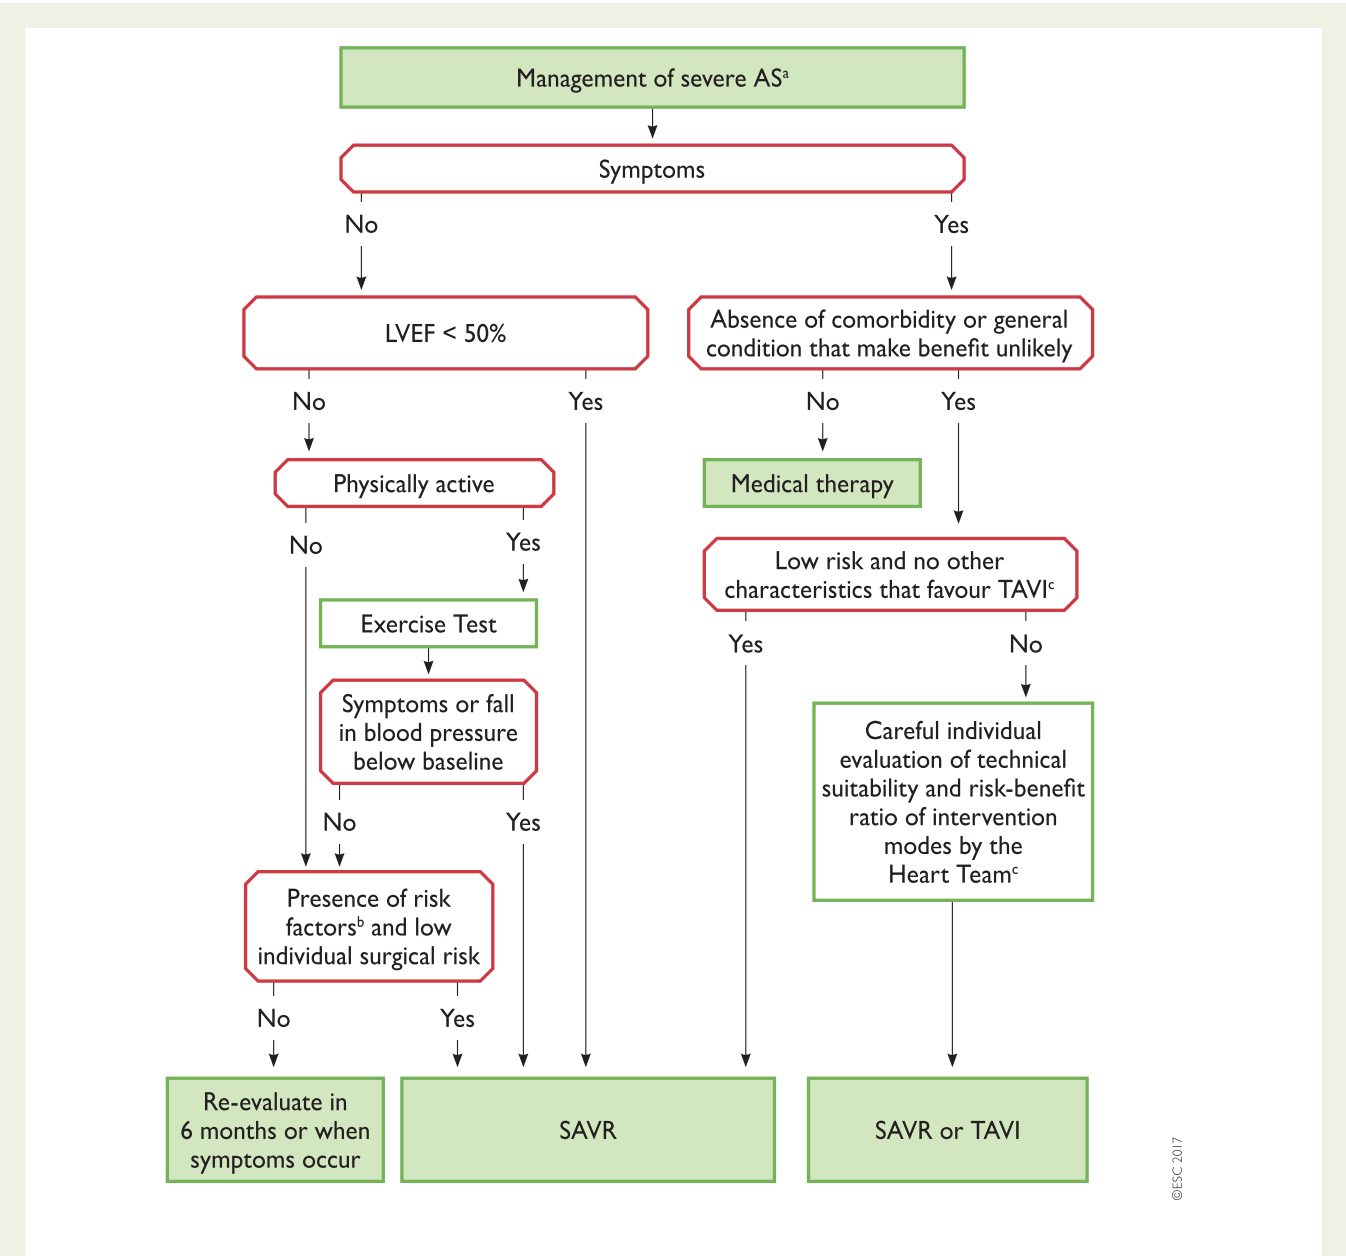 Management of severe ASa
Symptoms
No
Yes
LVEF < 50%
Absence of comorbidity or general
condition that make benefit unlikely
No
Yes
No
Yes
Physically active
Medical therapy
No
Yes
Low risk and no other
characteristics that favour TAVIc
Exercise Test
Yes
No
Symptoms or fall
in blood pressure
below baseline
Careful individual
evaluation of technical
suitability and risk-benefit
ratio of intervention
modes by the
Heart Teamc
No
Yes
Presence of risk
factorsb and low
individual surgical risk
No
Yes
Re-evaluate in
6 months or when
symptoms occur
SAVR
SAVR or TAVI
©ESC 2017